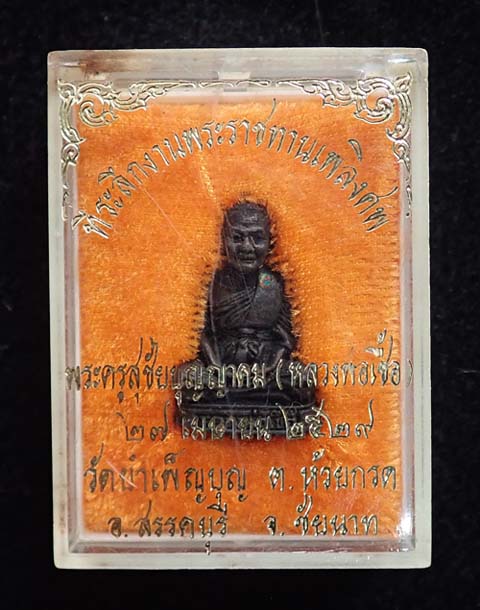 ที่ระลึกงานพระราชทานเพลิงศพ
พระครูสุชัยบุญญาคม (หลวงพ่อเชื้อ)
๒๗ เมษายน ๒๕๒๙
วัดบำเพ็ญบุญ ต.ห้วยกรด
อ.สรรคบุรี จ.ชัยนาท